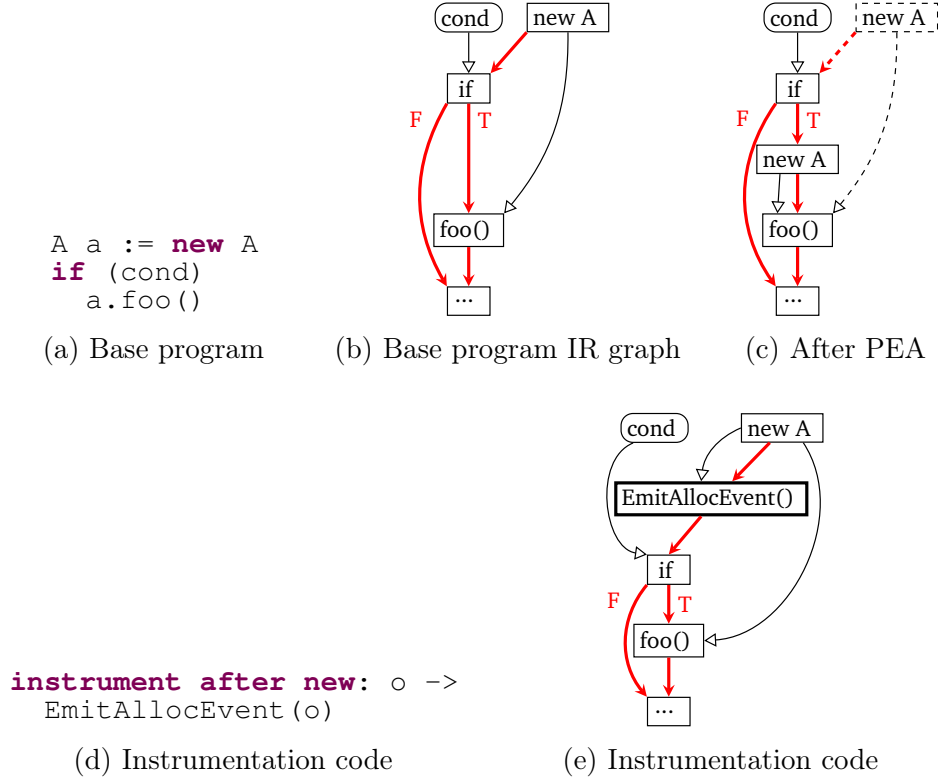 A a := new A
if (cond)
a.foo()
(a) Base program
cond
new A
if
F
T
foo()
...
(b) Base program IR graph
cond
new A
if
F
T
new A
foo()
...
(c) After PEA
instrument after new: o ->
EmitAllocEvent(o)
(d) Instrumentation code
cond
new A
EmitAllocEvent()
if
F
T
foo()
...
(e) Instrumentation code